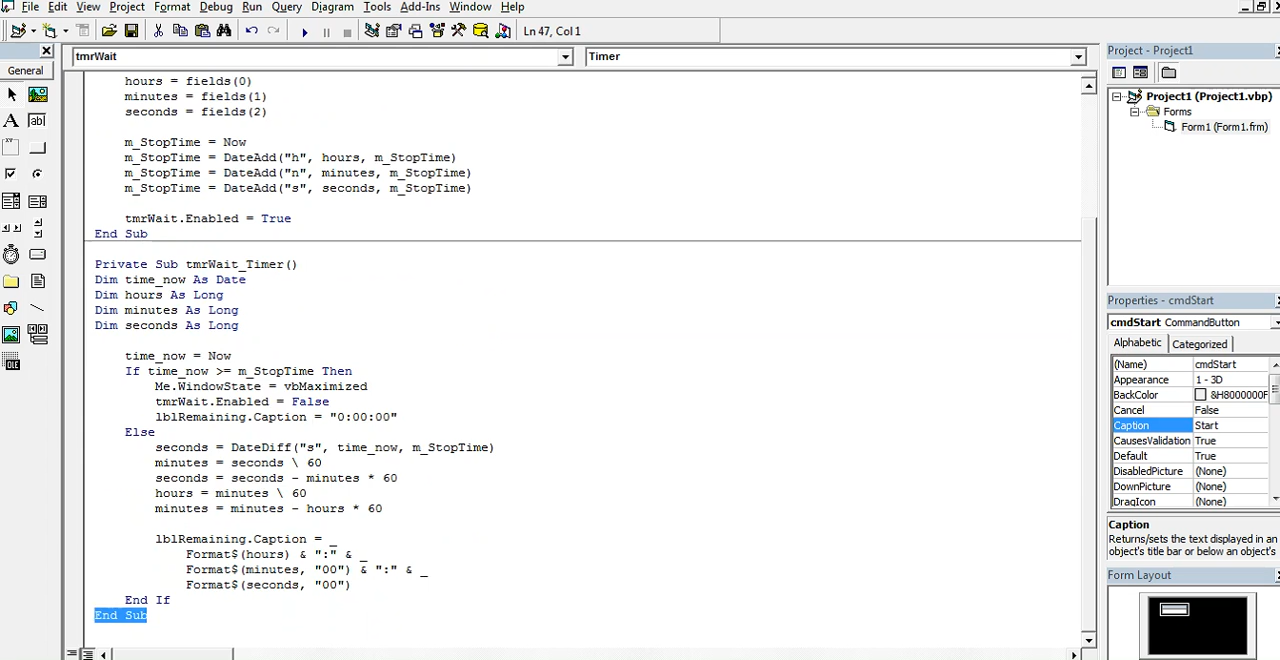 File Edit View Project Format Debug Run Query Diagram Tools Add-Ins Window Help
Ln 47, Col 1
General
tmrWait
Timer
hours = fields(0)
minutes = fields(1)
seconds = fields(2)
m_StopTime = Now
m_StopTime = DateAdd("h", hours, m_StopTime)
m_StopTime = DateAdd("n", minutes, m_StopTime)
m_StopTime = DateAdd("s", seconds, m_StopTime)
tmrWait.Enabled = True
End Sub
Private Sub tmrWait_Timer()
Dim time_now As Date
Dim hours As Long
Dim minutes As Long
Dim seconds As Long
time_now = Now
If time_now >= m_StopTime Then
Me.WindowState = vbMaximized
tmrWait.Enabled = False
lblRemaining.Caption = "0:00:00"
Else
seconds = DateDiff("s", time_now, m_StopTime)
minutes = seconds \ 60
seconds = seconds - minutes * 60
hours = minutes \ 60
minutes = minutes - hours * 60
lblRemaining.Caption = _
Format$(hours) & ":" & _
Format$(minutes, "00") & ":" & _
Format$(seconds, "00")
End If
End Sub
Project - Project1
Project1 (Project1.vbp)
Forms
Form1 (Form1.frm)
Properties - cmdStart
cmdStart CommandButton
Alphabetic Categorized
(Name) cmdStart
Appearance 1 - 3D
BackColor &H8000000F
Cancel False
Caption Start
CausesValidation True
Default True
DisabledPicture (None)
DownPicture (None)
DragIcon (None)
Caption
Returns/sets the text displayed in an
object's title bar or below an object's
Form Layout